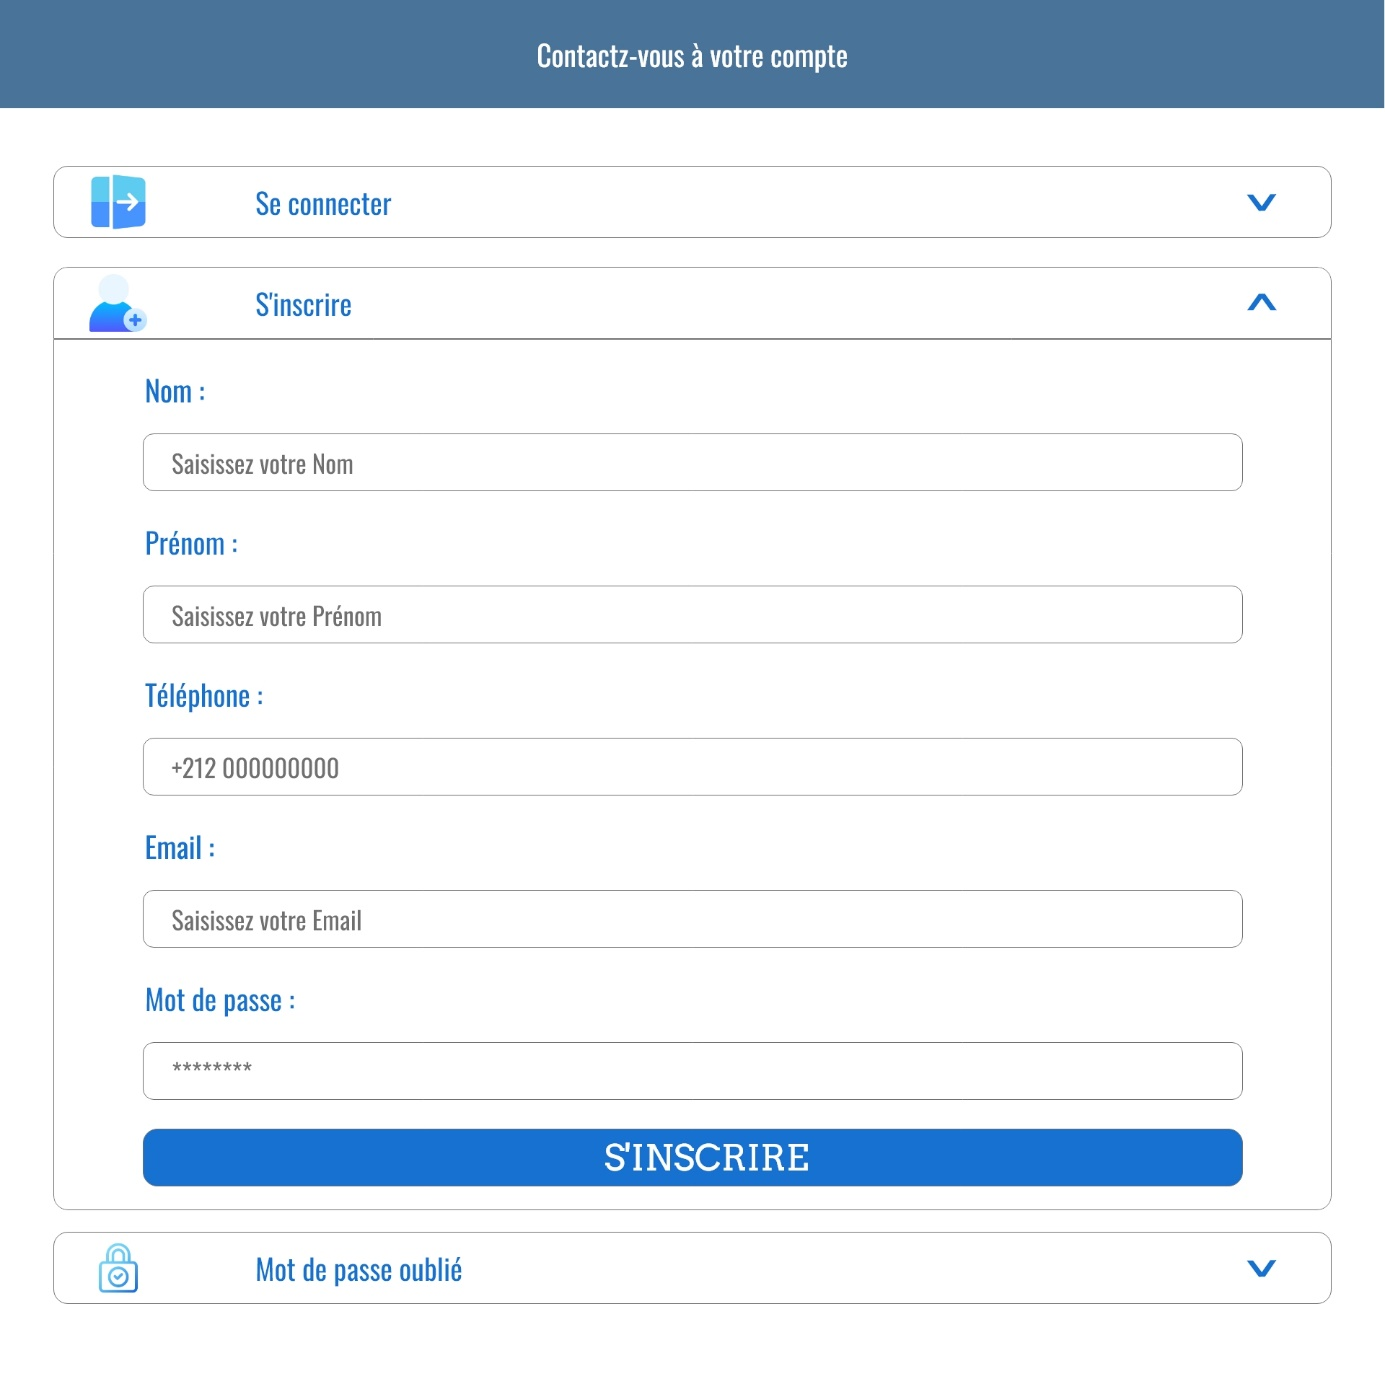 Contactz-vous à votre compte
Se connecter
S'inscrire
Nom :
Saisissez votre Nom
Prénom :
Saisissez votre Prénom
Téléphone :
+212 000000000
Email :
Saisissez votre Email
Mot de passe :
********
S'INSCRIRE
Mot de passe oublié